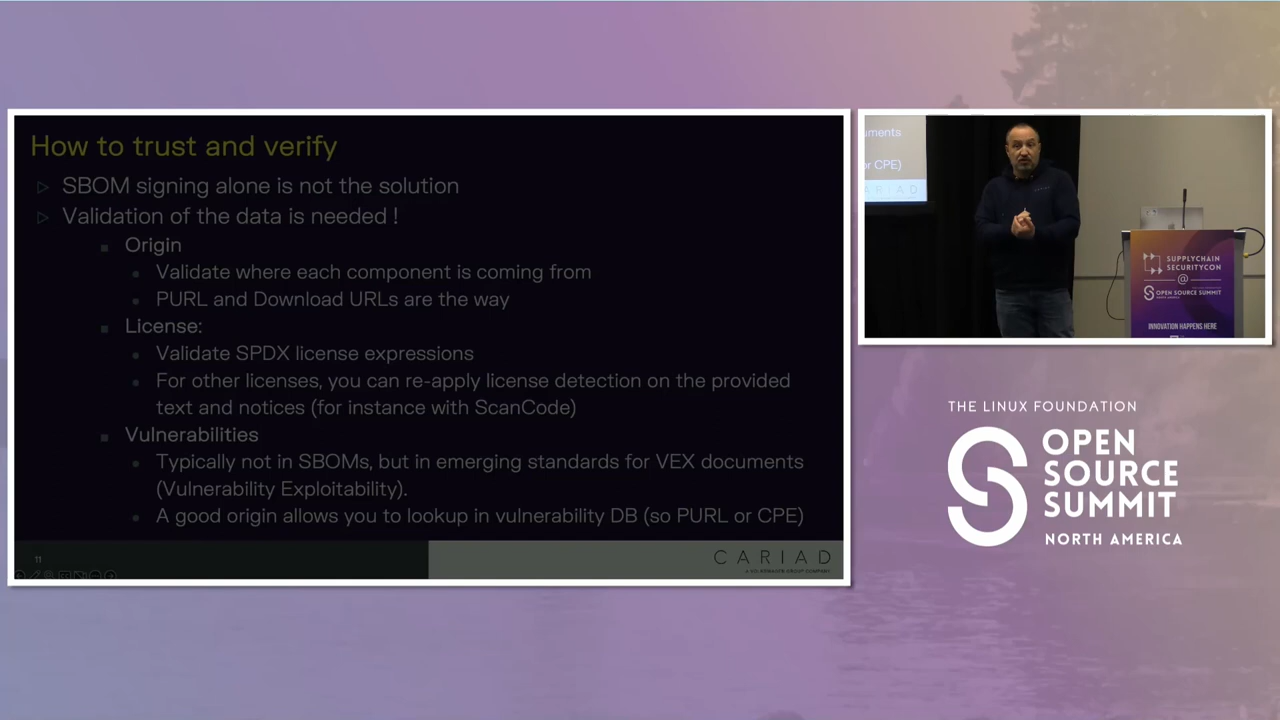 How to trust and verify
SBOM signing alone is not the solution
Validation of the data is needed !
Origin
Validate where each component is coming from
PURL and Download URLs are the way
License:
Validate SPDX license expressions
For other licenses, you can re-apply license detection on the provided
text and notices (for instance with ScanCode)
Vulnerabilities
Typically not in SBOMs, but in emerging standards for VEX documents
(Vulnerability Exploitability).
A good origin allows you to lookup in vulnerability DB (so PURL or CPE)
11
CARIAD
uments
or CPE)
ARIAD
SUPPLYCHAIN
SECURITYCON
@
OPEN SOURCE SUMMIT
INNOVATION HAPPENS HERE
THE LINUX FOUNDATION
OPEN
SOURCE
SUMMIT
NORTH AMERICA